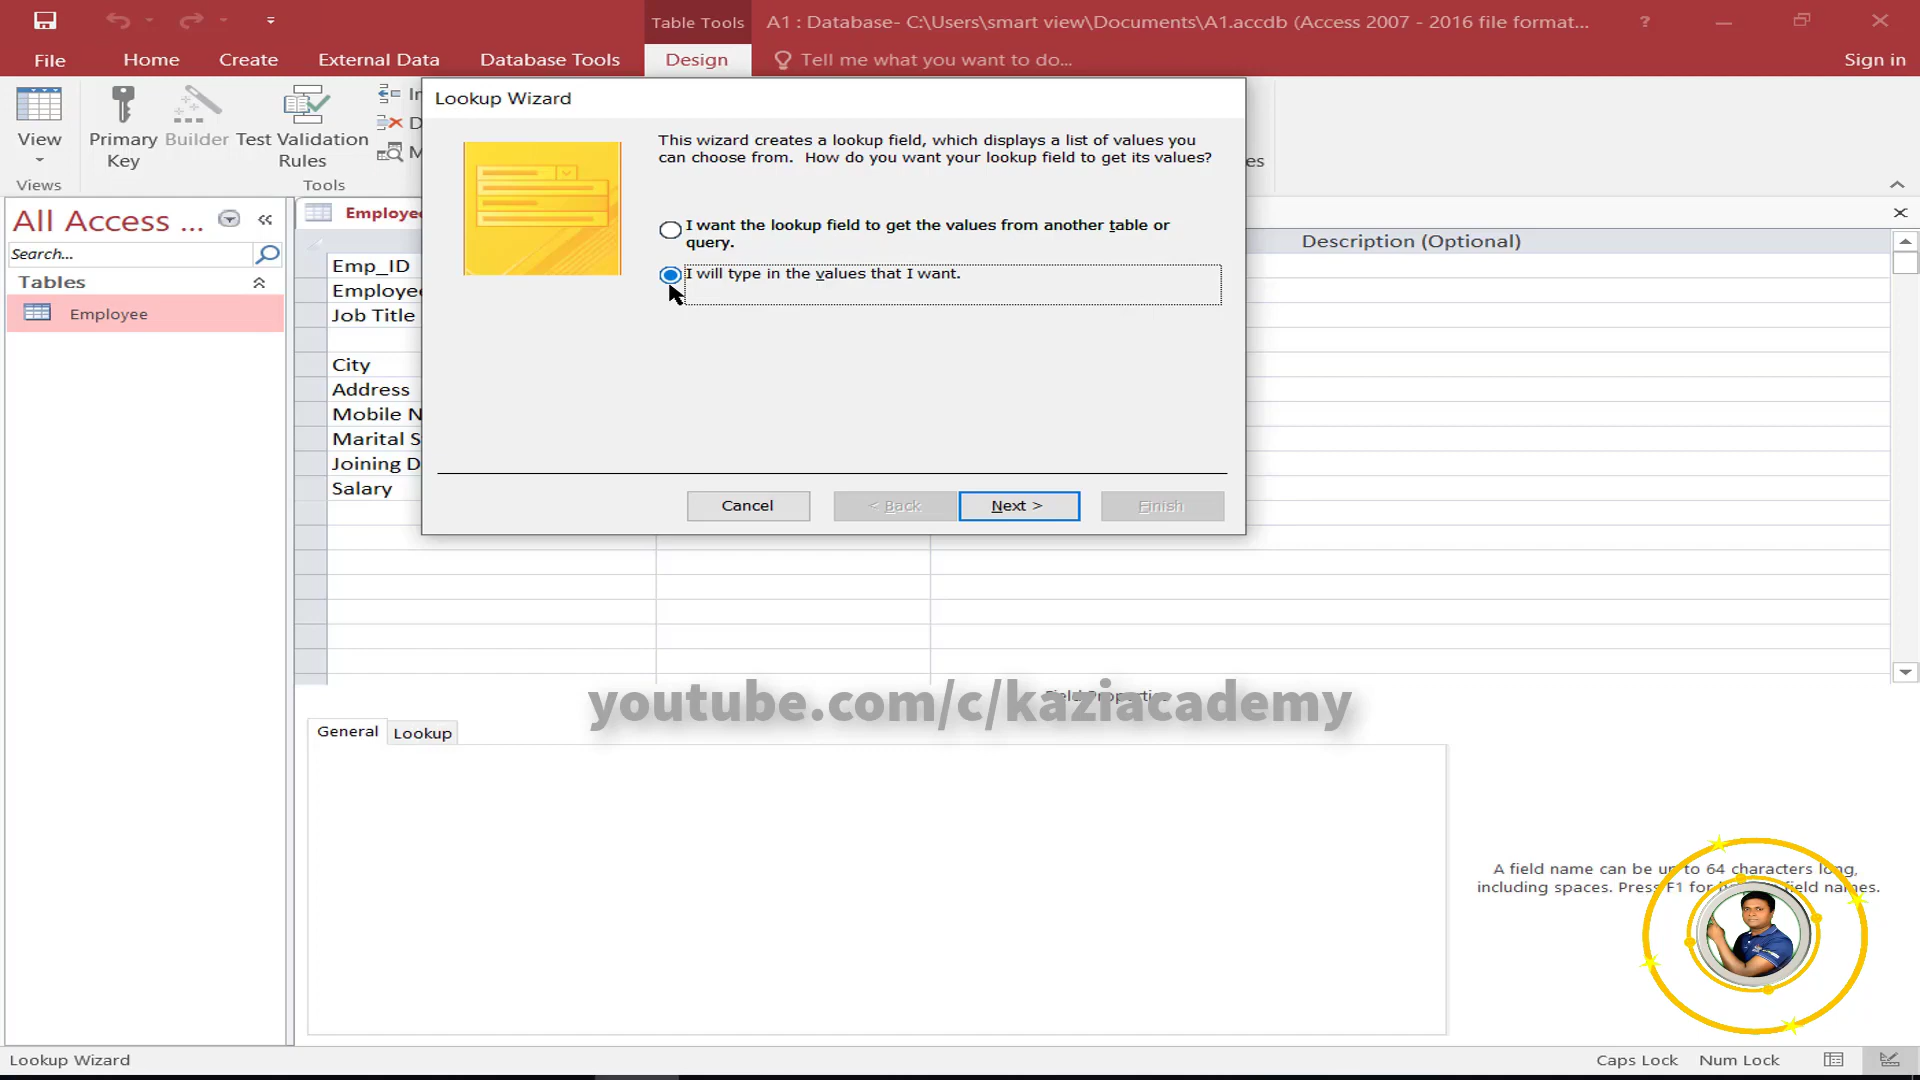 Table Tools
A1 : Database- C:\Users\smart view\Documents\A1.accdb (Access 2007 - 2016 file format...
?
File
Home
Create
External Data
Database Tools
Design
Tell me what you want to do...
Sign in
View
Primary
Key
Builder
Test Validation
Rules
Views
Tools
Lookup Wizard
This wizard creates a lookup field, which displays a list of values you
can choose from. How do you want your lookup field to get its values?
I want the lookup field to get the values from another table or
query.
I will type in the values that I want.
Cancel
< Back
Next >
Finish
All Access ...
Search...
Tables
Employee
Employee
Description (Optional)
Emp_ID
Employee
Job Title
City
Address
Mobile N
Marital S
Joining D
Salary
Field Properties
youtube.com/c/kaziacademy
General
Lookup
A field name can be up to 64 characters long,
including spaces. Press F1 for help on field names.
Lookup Wizard
Caps Lock
Num Lock